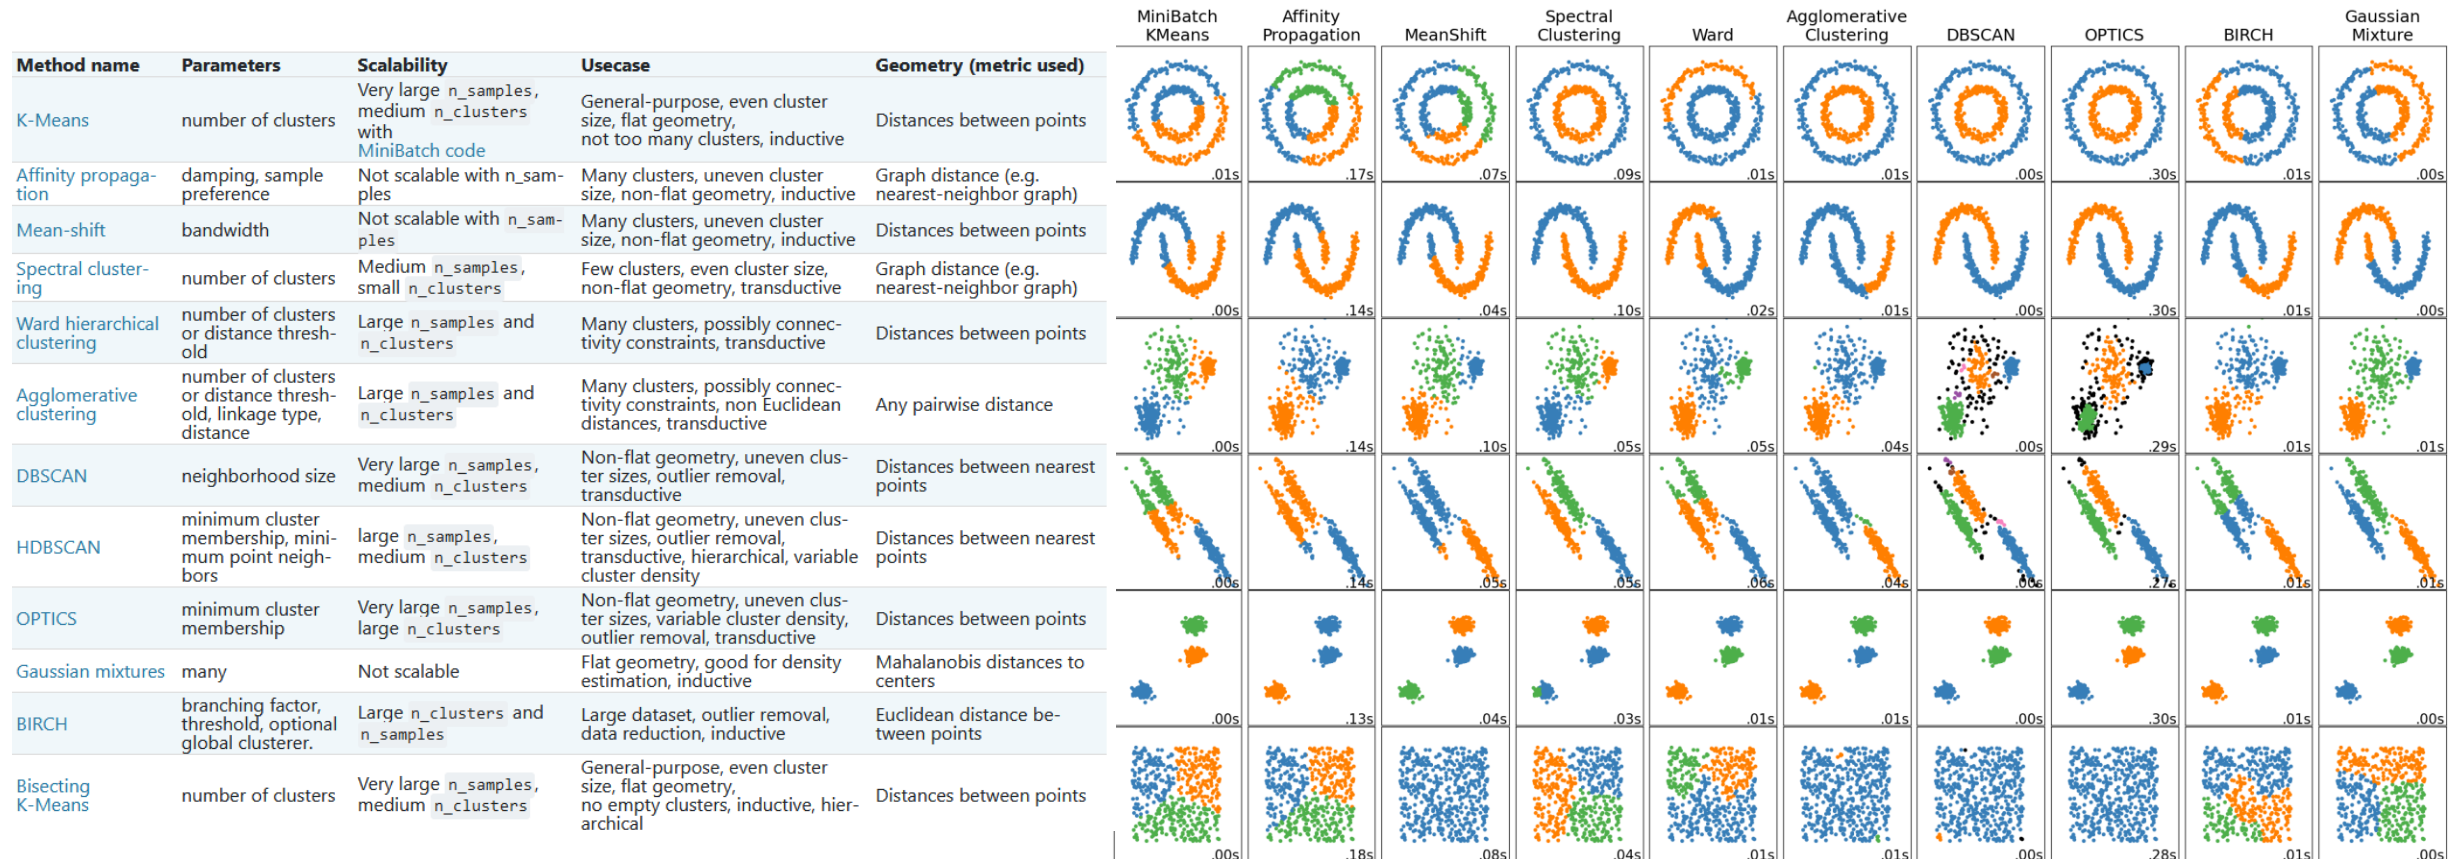 Method name Parameters Scalability Usecase Geometry (metric used)
K-Means
number of clusters
Very large n_samples,
medium n_clusters
with
MiniBatch code
General-purpose, even cluster
size, flat geometry,
not too many clusters, inductive
Distances between points
Affinity propaga-
tion
damping, sample
preference
Not scalable with n_sam-
ples
Many clusters, uneven cluster
size, non-flat geometry, inductive
Graph distance (e.g.
nearest-neighbor graph)
Mean-shift
bandwidth
Not scalable with n_sam-
ples
Many clusters, uneven cluster
size, non-flat geometry, inductive
Distances between points
Spectral cluster-
ing
number of clusters
Medium n_samples,
small n_clusters
Few clusters, even cluster size,
non-flat geometry, transductive
Graph distance (e.g.
nearest-neighbor graph)
Ward hierarchical
clustering
number of clusters
or distance thresh-
old
Large n_samples and
n_clusters
Many clusters, possibly connec-
tivity constraints, transductive
Distances between points
Agglomerative
clustering
number of clusters
or distance thresh-
old, linkage type,
distance
Large n_samples and
n_clusters
Many clusters, possibly connec-
tivity constraints, non Euclidean
distances, transductive
Any pairwise distance
DBSCAN
neighborhood size
Very large n_samples,
medium n_clusters
Non-flat geometry, uneven clus-
ter sizes, outlier removal,
transductive
Distances between nearest
points
HDBSCAN
minimum cluster
membership, mini-
mum point neigh-
bors
large n_samples,
medium n_clusters
Non-flat geometry, uneven clus-
ter sizes, outlier removal,
transductive, hierarchical, variable
cluster density
Distances between nearest
points
OPTICS
minimum cluster
membership
Very large n_samples,
large n_clusters
Non-flat geometry, uneven clus-
ter sizes, variable cluster density,
outlier removal, transductive
Distances between points
Gaussian mixtures
many
Not scalable
Flat geometry, good for density
estimation, inductive
Mahalanobis distances to
centers
BIRCH
branching factor,
threshold, optional
global clusterer.
Large n_clusters and
n_samples
Large dataset, outlier removal,
data reduction, inductive
Euclidean distance be-
tween points
Bisecting
K-Means
number of clusters
Very large n_samples,
medium n_clusters
General-purpose, even cluster
size, flat geometry,
no empty clusters, inductive, hier-
archical
Distances between points
MiniBatch
KMeans
Affinity
Propagation
MeanShift
Spectral
Clustering
Ward
Agglomerative
Clustering
DBSCAN
OPTICS
BIRCH
Gaussian
Mixture
.01s .17s .07s .09s .01s .01s .00s .30s .01s .00s
.00s .14s .04s .10s .02s .01s .00s .30s .01s .00s
.00s .14s .10s .05s .05s .04s .00s .29s .01s .01s
.00s .14s .05s .05s .06s .04s .00s .27s .01s .01s
.00s .13s .04s .03s .01s .01s .00s .30s .01s .00s
.00s .18s .08s .04s .01s .01s .00s .28s .01s .00s